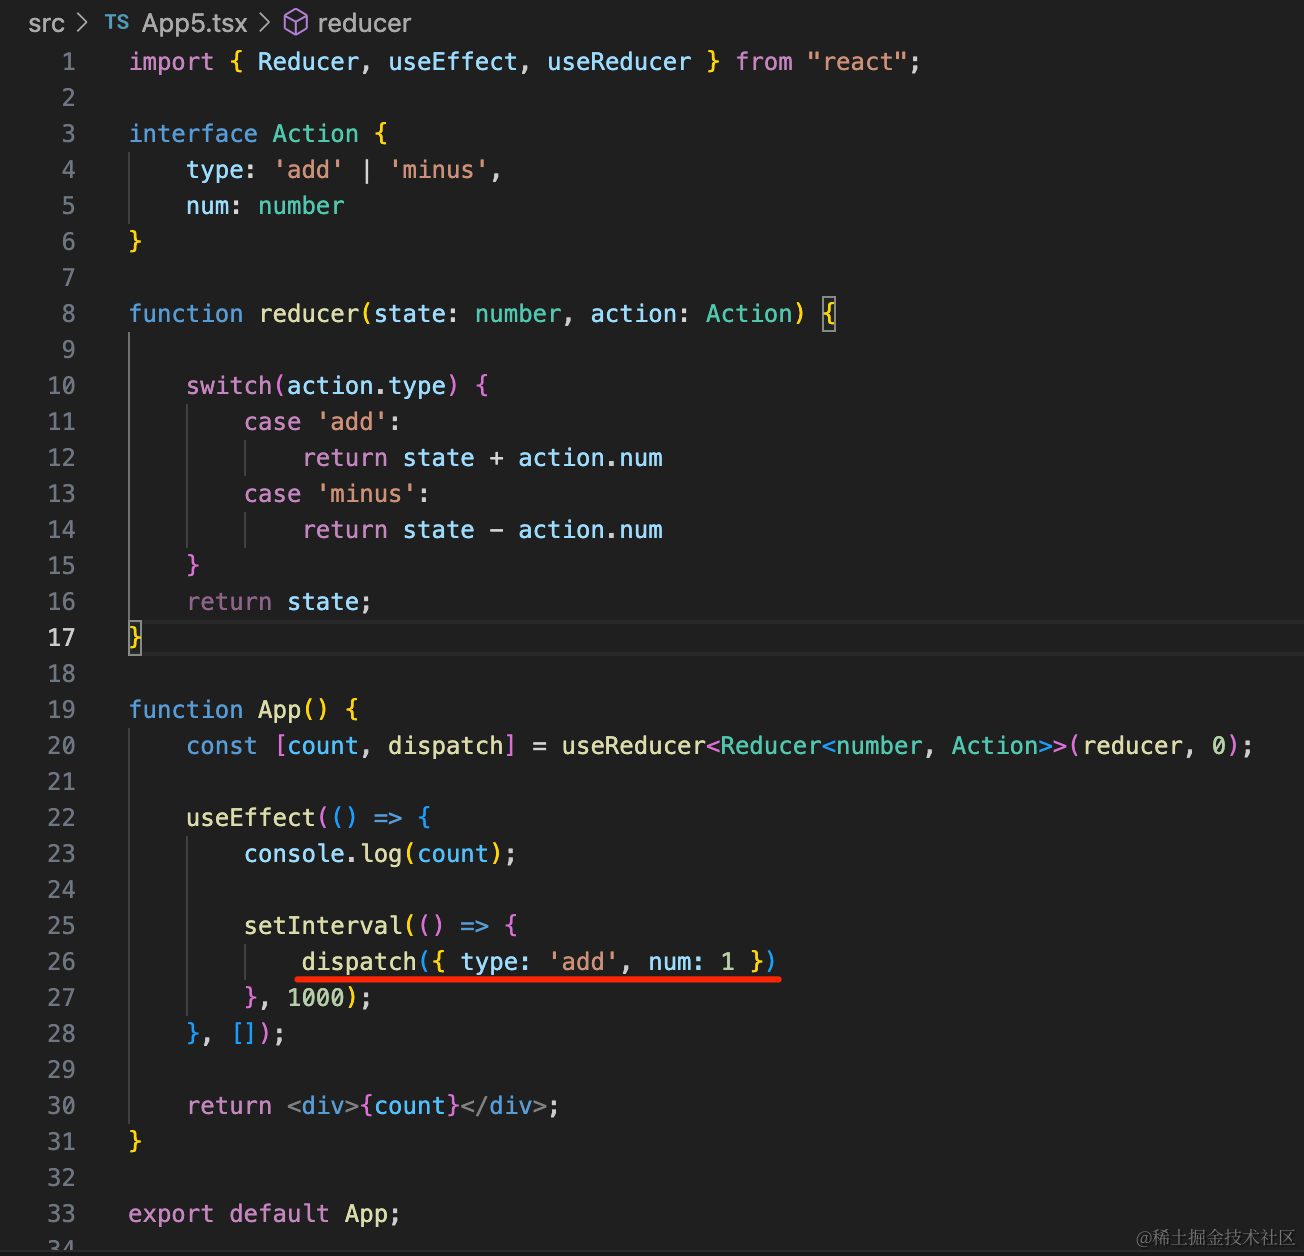 src > TS App5.tsx > reducer
1 import { Reducer, useEffect, useReducer } from "react";
2
3 interface Action {
4     type: 'add' | 'minus',
5     num: number
6 }
7
8 function reducer(state: number, action: Action) {
9
10     switch(action.type) {
11         case 'add':
12             return state + action.num
13         case 'minus':
14             return state - action.num
15     }
16     return state;
17 }
18
19 function App() {
20     const [count, dispatch] = useReducer<Reducer<number, Action>>(reducer, 0);
21
22     useEffect(() => {
23         console.log(count);
24
25         setInterval(() => {
26             dispatch({ type: 'add', num: 1 })
27         }, 1000);
28     }, []);
29
30     return <div>{count}</div>;
31 }
32
33 export default App;
34
@稀土掘金技术社区